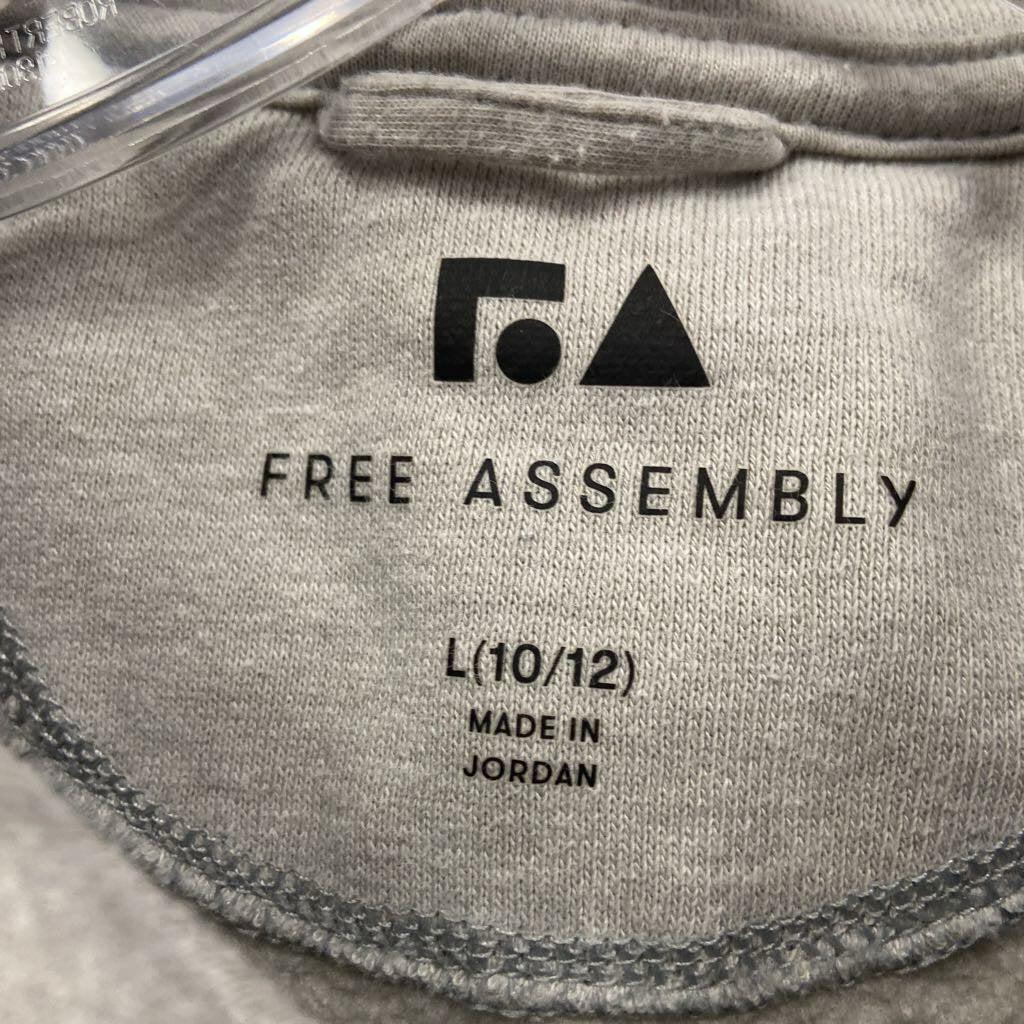 FREE ASSEMBLY
L(10/12)
MADE IN
JORDAN